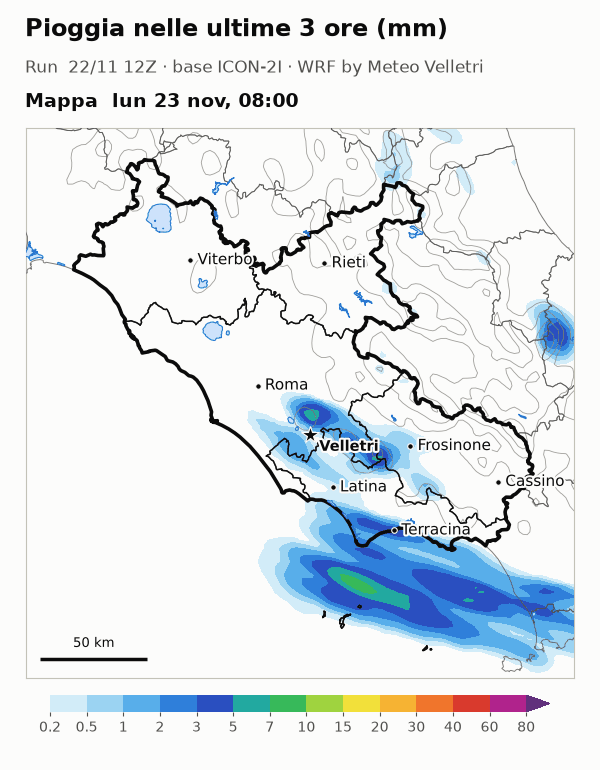 Pioggia nelle ultime 3 ore (mm)
Run  22/11 12Z · base ICON-2I · WRF by Meteo Velletri
Mappa  lun 23 nov, 08:00
Viterbo
Rieti
Roma
Velletri
Frosinone
Latina
Cassino
Terracina
50 km
0.2 0.5 1 2 3 5 7 10 15 20 30 40 60 80